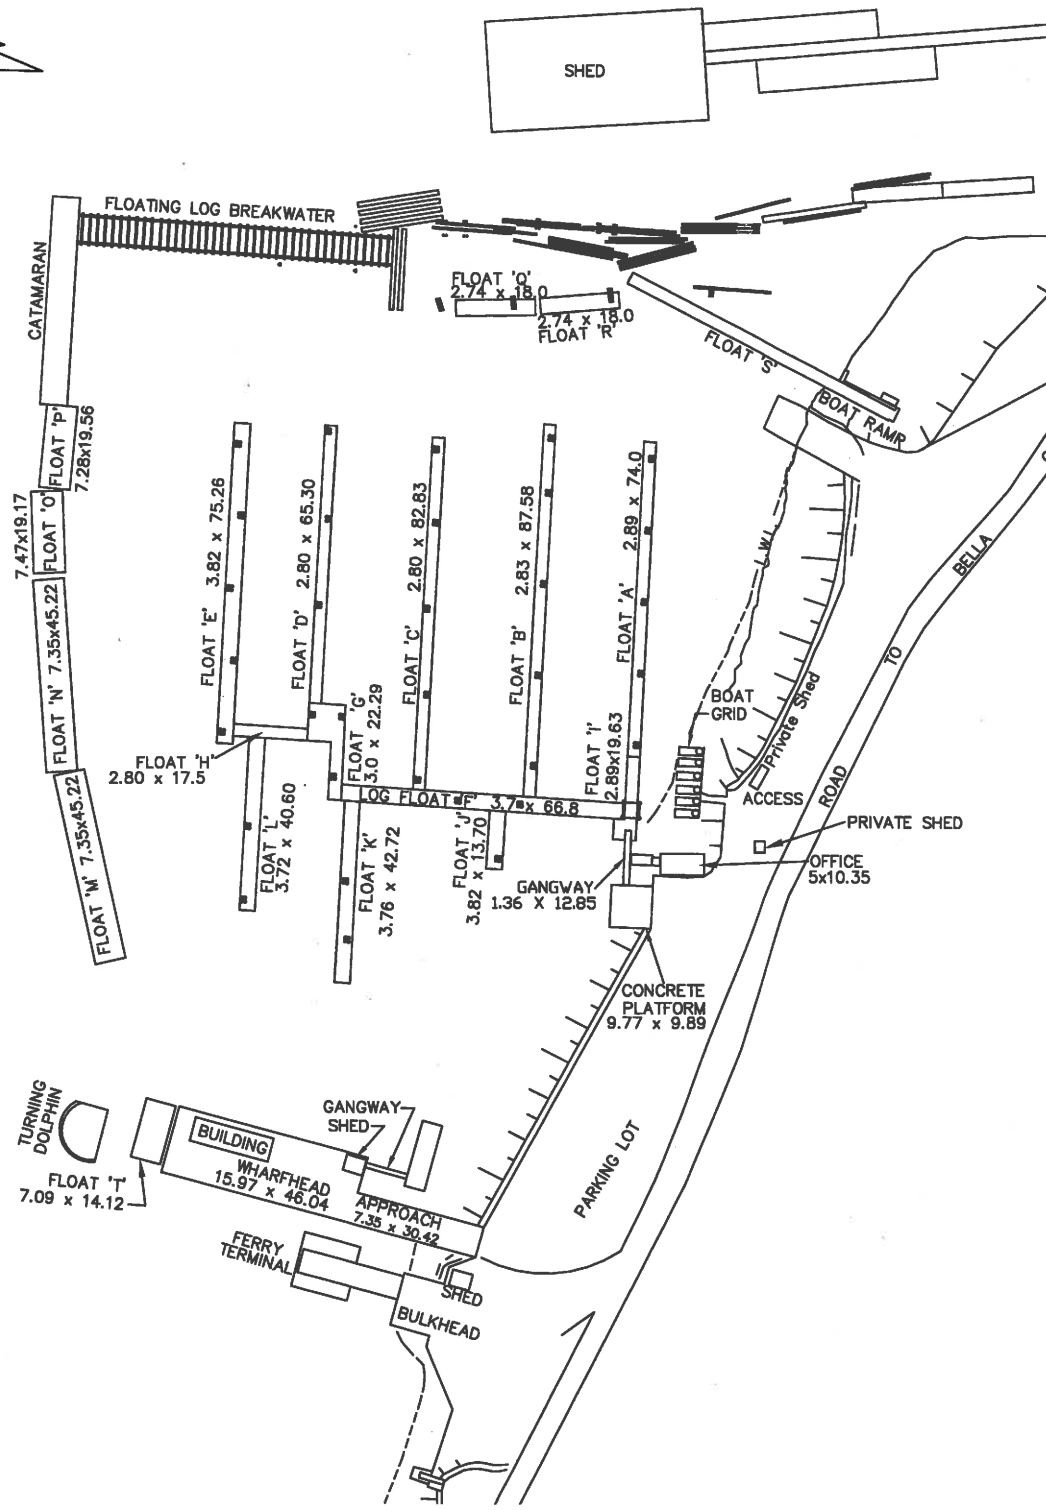 SHED
FLOATING LOG BREAKWATER
CATAMARAN
FLOAT 'Q'
2.74 x 18.0
2.74 x 18.0
FLOAT 'R'
FLOAT 'S'
BOAT RAMP
FLOAT 'P'
7.28x19.56
FLOAT 'O'
7.47x19.17
FLOAT 'N' 7.35x45.22
FLOAT 'M' 7.35x45.22
FLOAT 'E' 3.82 x 75.26
FLOAT 'D' 2.80 x 65.30
FLOAT 'C' 2.80 x 82.83
FLOAT 'B' 2.83 x 87.58
FLOAT 'A' 2.89 x 74.0
FLOAT 'G'
3.0 x 22.29
FLOAT 'H'
2.80 x 17.5
FLOAT 'I'
2.89x19.63
LOG FLOAT 'F' 3.7 x 66.8
FLOAT 'L'
3.72 x 40.60
FLOAT 'K'
3.76 x 42.72
FLOAT 'J'
3.82 x 13.70
W
BOAT
GRID
Private Shed
ACCESS
ROAD TO BELLA
PRIVATE SHED
OFFICE
5x10.35
GANGWAY
1.36 X 12.85
CONCRETE
PLATFORM
9.77 x 9.89
PARKING LOT
TURNING
DOLPHIN
FLOAT 'T'
7.09 x 14.12
BUILDING
WHARFHEAD
15.97 x 46.04
GANGWAY
SHED
APPROACH
7.35 x 30.42
FERRY
TERMINAL
SHED
BULKHEAD